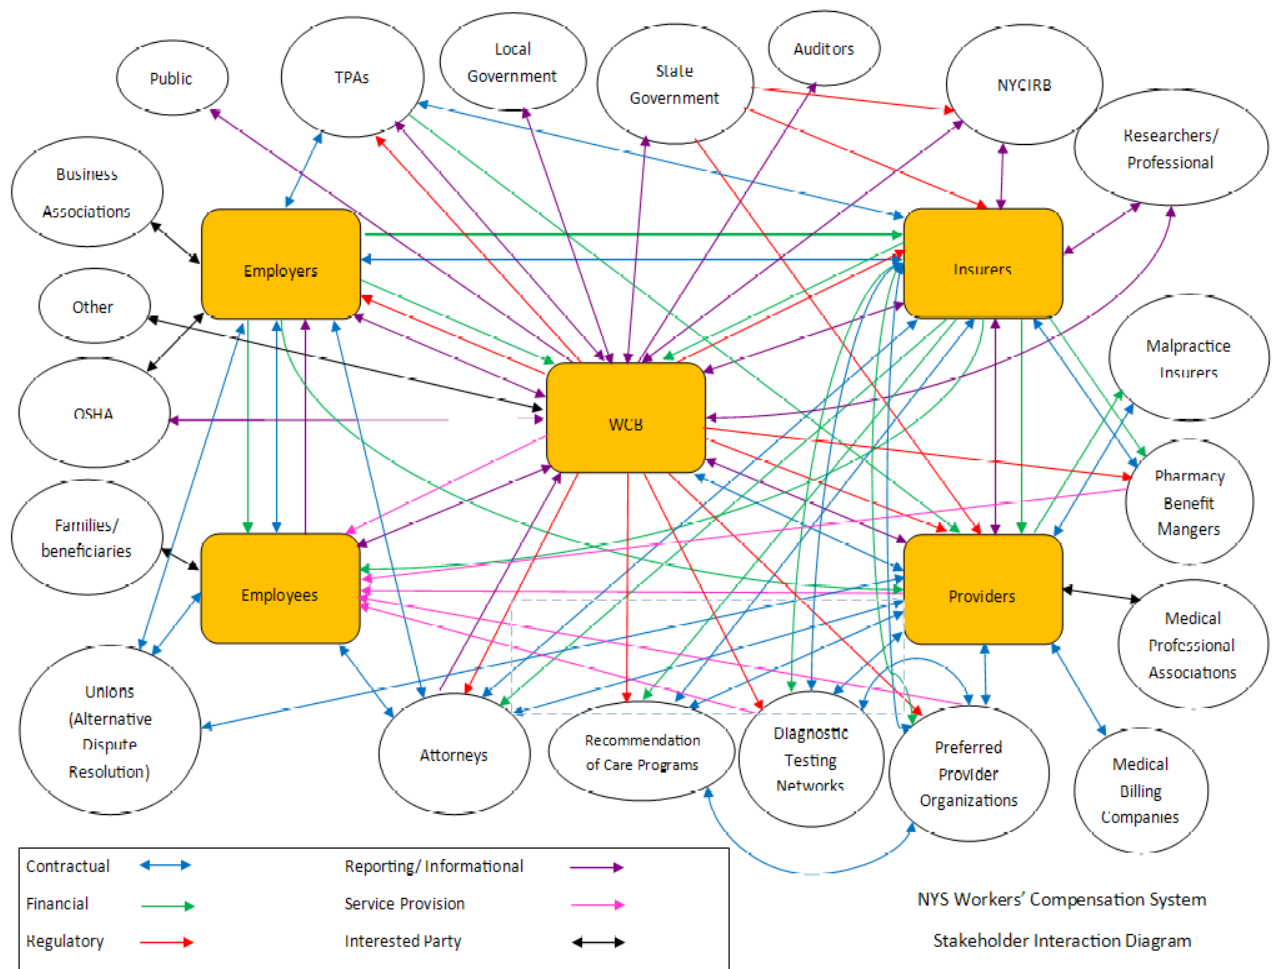 Public
TPAs
Local
Government
State
Government
Auditors
NYCIRB
Researchers/
Professional
Business
Associations
Employers
Insurers
Other
OSHA
WCB
Malpractice
Insurers
Pharmacy
Benefit
Mangers
Families/
beneficiaries
Employees
Providers
Medical
Professional
Associations
Unions
(Alternative
Dispute
Resolution)
Attorneys
Recommendation
of Care Programs
Diagnostic
Testing
Networks
Preferred
Provider
Organizations
Medical
Billing
Companies
Contractual
Reporting/ Informational
Financial
Service Provision
Regulatory
Interested Party
NYS Workers’ Compensation System
Stakeholder Interaction Diagram